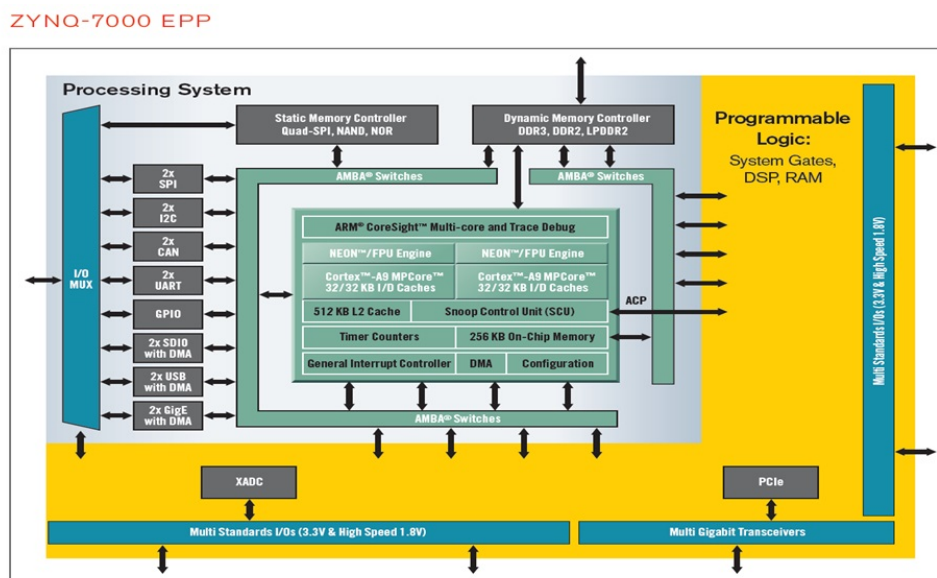 ZYNQ-7000 EPP
Processing System
Static Memory Controller
Quad-SPI, NAND, NOR
Dynamic Memory Controller
DDR3, DDR2, LPDDR2
Programmable
Logic:
System Gates,
DSP, RAM
AMBA® Switches
AMBA® Switches
I/O
MUX
2x
SPI
2x
I2C
2x
CAN
2x
UART
GPIO
2x SDIO
with DMA
2x USB
with DMA
2x GigE
with DMA
ARM® CoreSight™ Multi-core and Trace Debug
NEON™/FPU Engine
NEON™/FPU Engine
Cortex™-A9 MPCore™
32/32 KB I/D Caches
Cortex™-A9 MPCore™
32/32 KB I/D Caches
512 KB L2 Cache
Snoop Control Unit (SCU)
Timer Counters
256 KB On-Chip Memory
General Interrupt Controller
DMA
Configuration
ACP
AMBA® Switches
Multi Standards I/Os (3.3V & High Speed 1.8V)
XADC
PCIe
Multi Standards I/Os (3.3V & High Speed 1.8V)
Multi Gigabit Transceivers